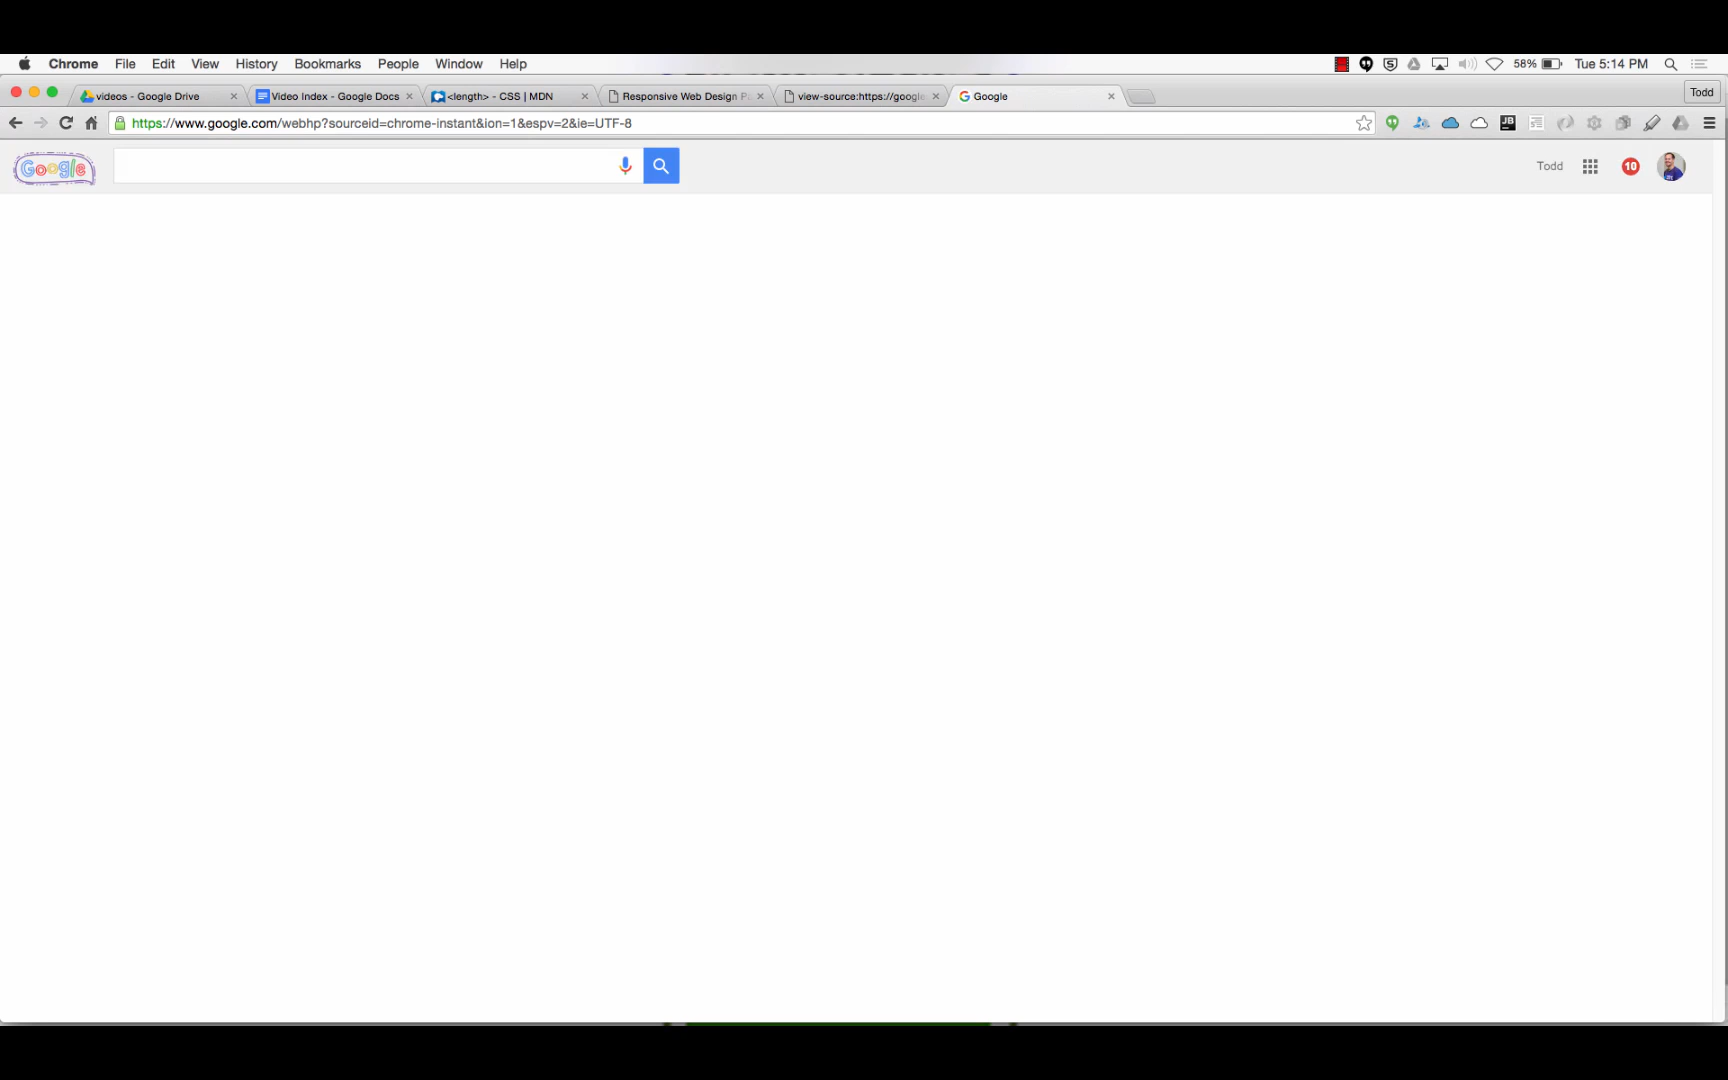 Chrome File Edit View History Bookmarks People Window Help 58% Tue 5:14 PM
videos - Google Drive Video Index - Google Docs <length> - CSS | MDN Responsive Web Design view-source:https://google Google Todd
https://www.google.com/webhp?sourceid=chrome-instant&ion=1&espv=2&ie=UTF-8 JB
Google Todd 10